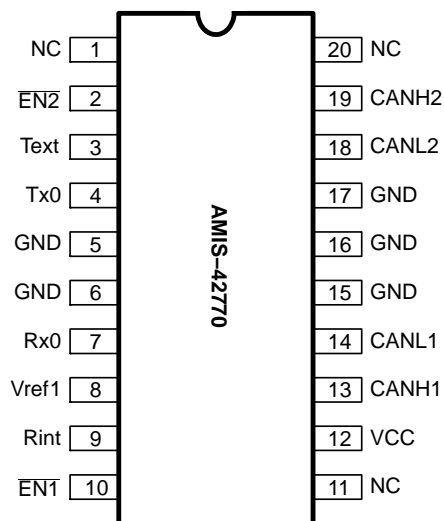 NC 1 20 NC
E̅N̅2̅ 2 19 CANH2
Text 3 18 CANL2
Tx0 4 17 GND
GND 5 16 GND
GND 6 15 GND
Rx0 7 14 CANL1
Vref1 8 13 CANH1
Rint 9 12 VCC
E̅N̅1̅ 10 11 NC
AMIS–42770